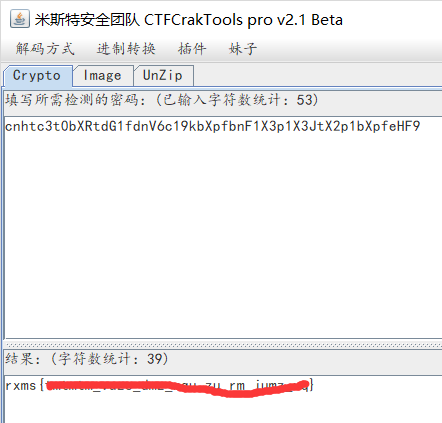 米斯特安全团队 CTFCrakTools pro v2.1 Beta
解码方式 进制转换 插件 妹子
Crypto Image UnZip
填写所需检测的密码：(已输入字符数统计：53)
cnhtc3tObXRtdG1fdnV6c19kbXpfbnF1X3p1X3JtX2p1bXpfeHF9
结果：(字符数统计：39)
rxms{